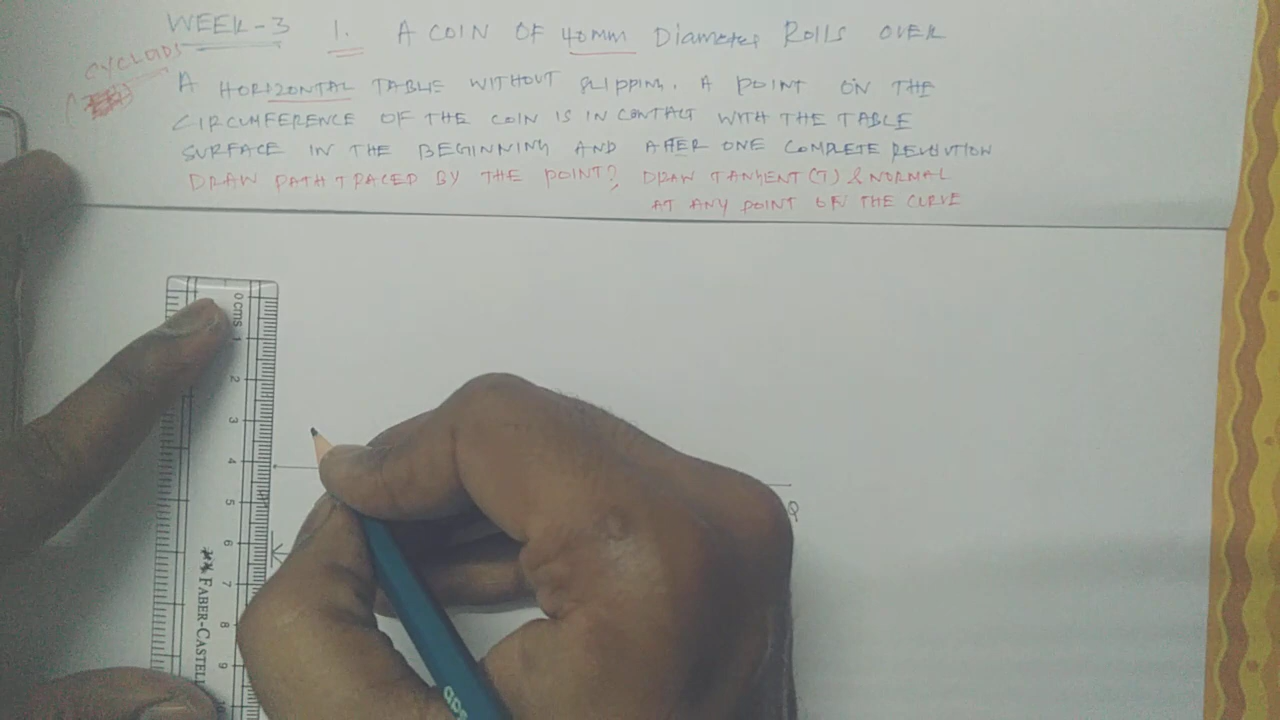 WEEK-3 1. A COIN OF 40mm Diameter Rolls OVER
CYCLOIDS
A HORIZONTAL TABLE WITHOUT SLIPPING. A POINT ON THE
CIRCUMFERENCE OF THE COIN IS IN CONTACT WITH THE TABLE
SURFACE IN THE BEGINNING AND AFTER ONE COMPLETE REVOLUTION
DRAW PATH TRACED BY THE POINT? DRAW TANGENT(T) & NORMAL
AT ANY POINT ON THE CURVE
0 cms 1 2 3 4 5 6 7 8 9
FABER-CASTELL
Q